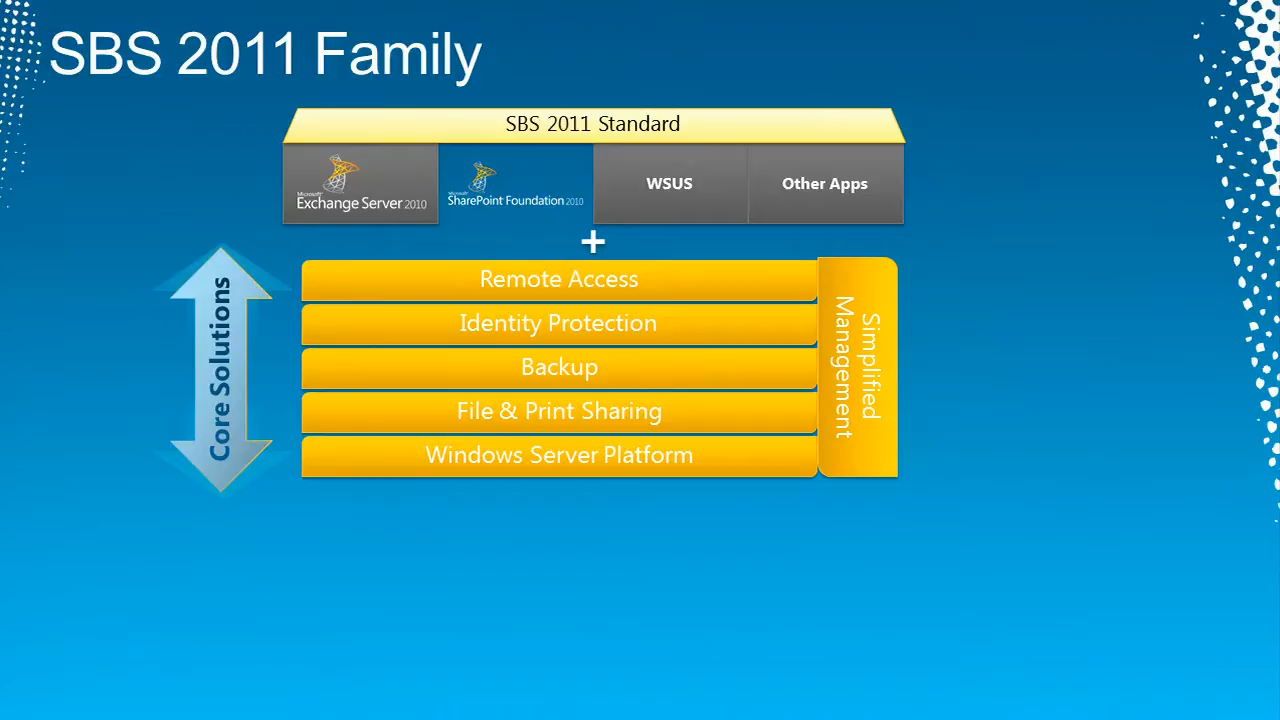 SBS 2011 Family
SBS 2011 Standard
Microsoft
Exchange Server 2010
Microsoft
SharePoint Foundation 2010
WSUS
Other Apps
+
Core Solutions
Remote Access
Identity Protection
Backup
File & Print Sharing
Windows Server Platform
Simplified
Management